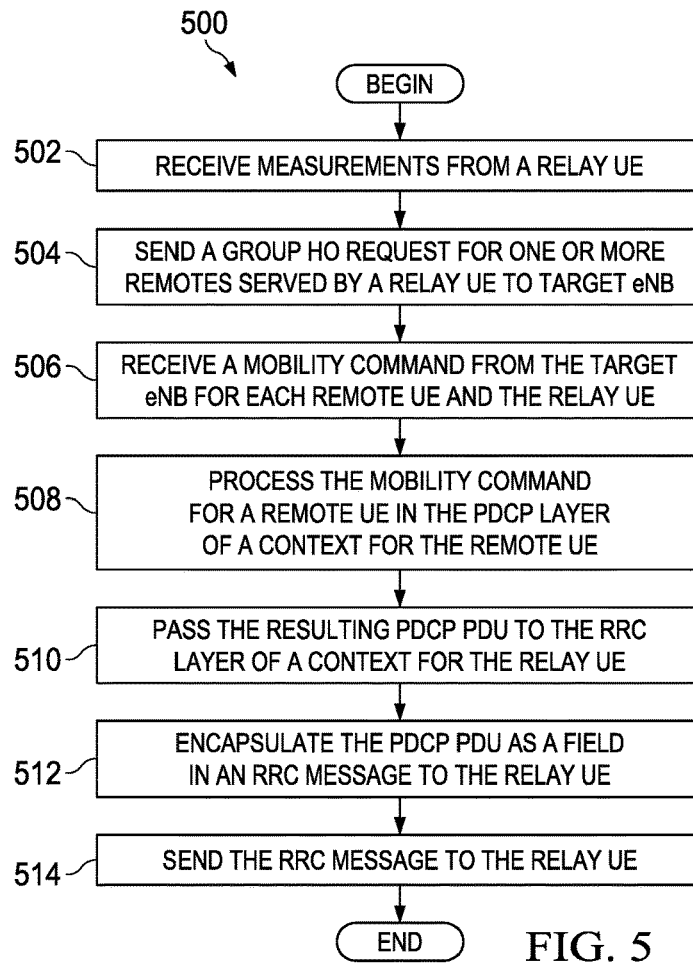 500
BEGIN
502
RECEIVE MEASUREMENTS FROM A RELAY UE
504
SEND A GROUP HO REQUEST FOR ONE OR MORE
REMOTES SERVED BY A RELAY UE TO TARGET eNB
506
RECEIVE A MOBILITY COMMAND FROM THE TARGET
eNB FOR EACH REMOTE UE AND THE RELAY UE
508
PROCESS THE MOBILITY COMMAND
FOR A REMOTE UE IN THE PDCP LAYER
OF A CONTEXT FOR THE REMOTE UE
510
PASS THE RESULTING PDCP PDU TO THE RRC
LAYER OF A CONTEXT FOR THE RELAY UE
512
ENCAPSULATE THE PDCP PDU AS A FIELD
IN AN RRC MESSAGE TO THE RELAY UE
514
SEND THE RRC MESSAGE TO THE RELAY UE
END
FIG. 5